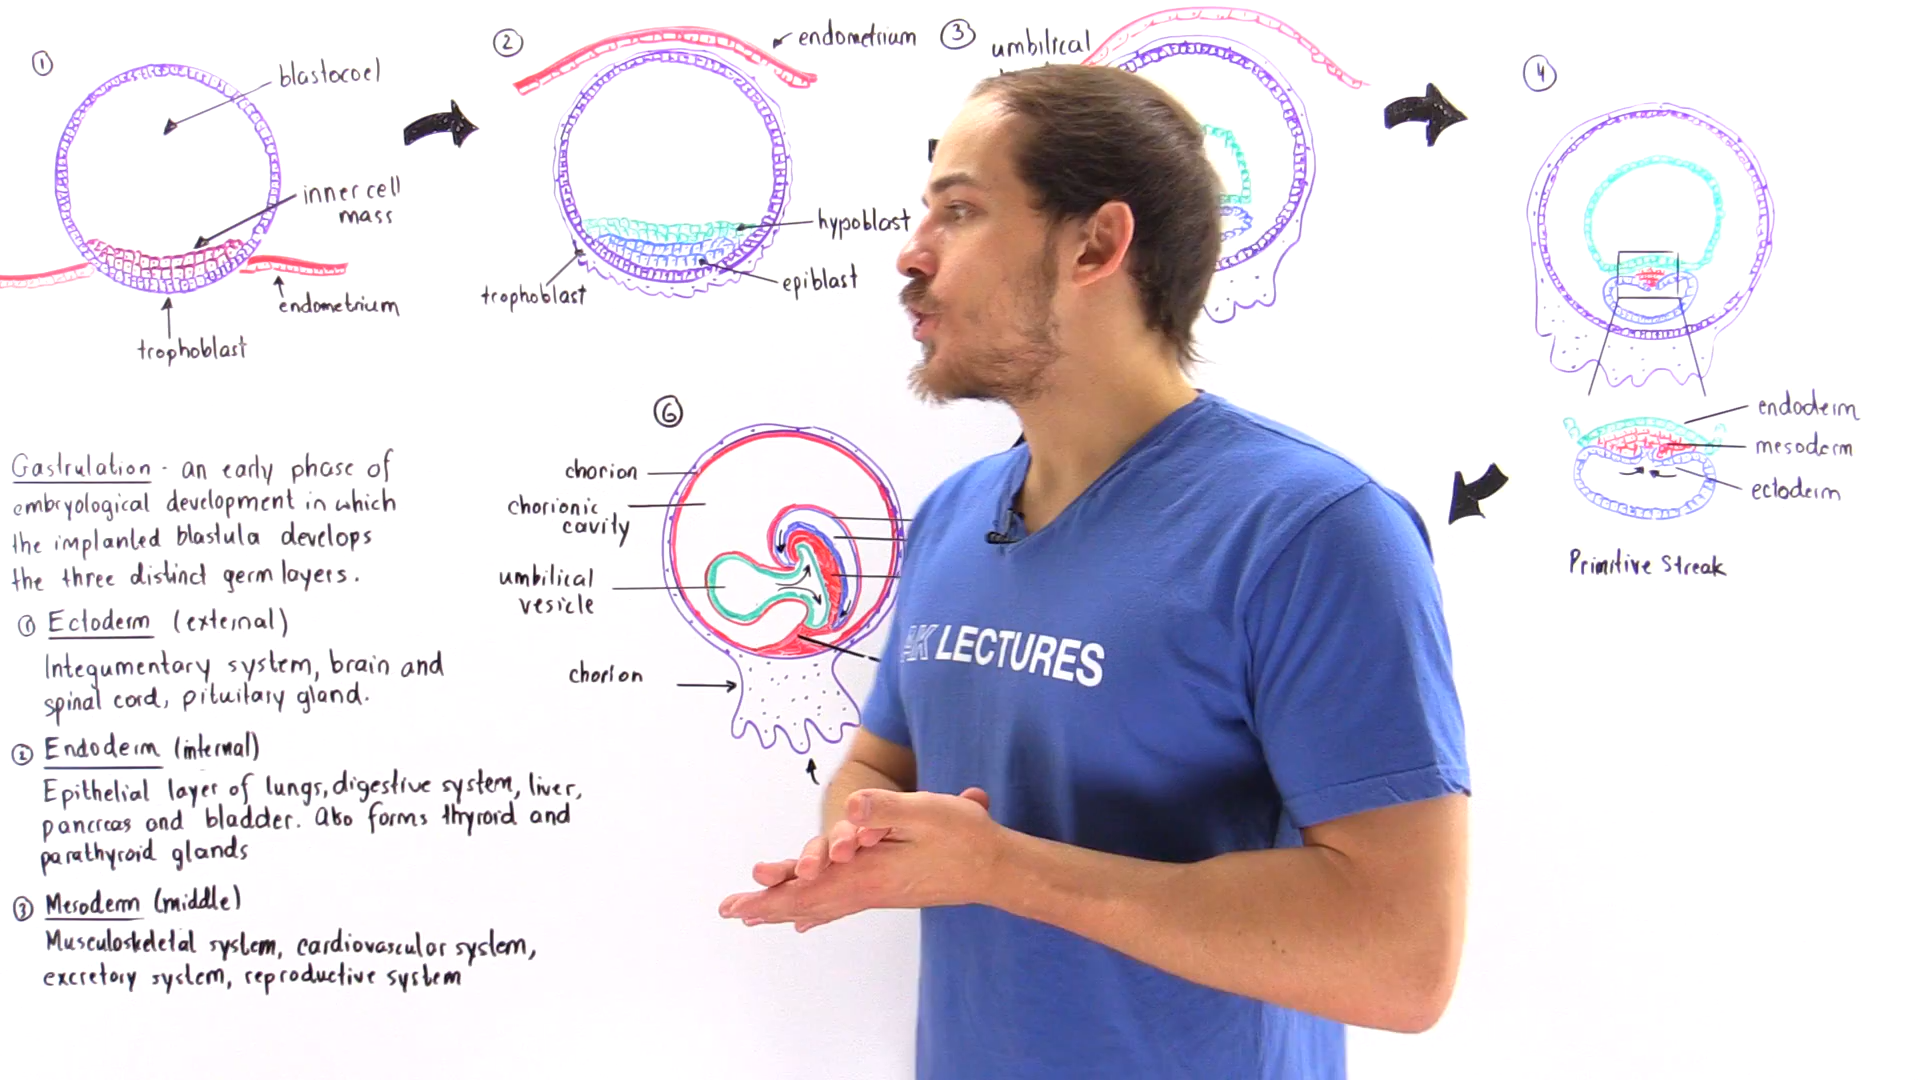 ①
blastocoel
inner cell
mass
endometrium
trophoblast
②
endometrium
hypoblast
epiblast
trophoblast
③
umbilical
④
endoderm
mesoderm
ectoderm
Primitive Streak
⑥
chorion
chorionic
cavity
umbilical
vesicle
chorion
Gastrulation - an early phase of
embryological development in which
the implanted blastula develops
the three distinct germ layers.
① Ectoderm (external)
Integumentary system, brain and
spinal cord, pituitary gland.
② Endoderm (internal)
Epithelial layer of lungs, digestive system, liver,
pancreas and bladder. Also forms thyroid and
parathyroid glands
③ Mesoderm (middle)
Musculoskeletal system, cardiovascular system,
excretory system, reproductive system
AK LECTURES